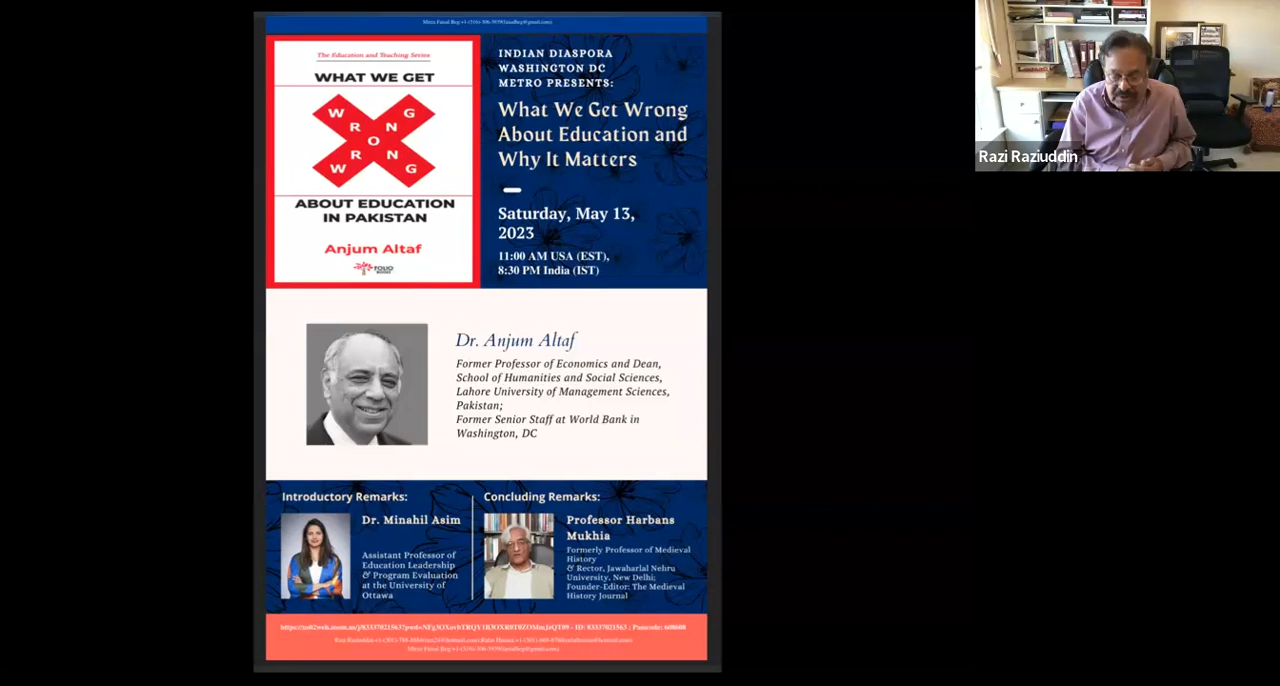 The Education and Teaching Series
WHAT WE GET
WRONG
WRONG
ABOUT EDUCATION
IN PAKISTAN
Anjum Altaf
FOLIO
BOOKS
INDIAN DIASPORA
WASHINGTON DC
METRO PRESENTS:
What We Get Wrong
About Education and
Why It Matters
Saturday, May 13,
2023
11:00 AM USA (EST),
8:30 PM India (IST)
Dr. Anjum Altaf
Former Professor of Economics and Dean,
School of Humanities and Social Sciences,
Lahore University of Management Sciences,
Pakistan;
Former Senior Staff at World Bank in
Washington, DC
Introductory Remarks:
Dr. Minahil Asim
Assistant Professor of
Education Leadership
& Program Evaluation
at the University of
Ottawa
Concluding Remarks:
Professor Harbans
Mukhia
Formerly Professor of Medieval
History
& Rector, Jawaharlal Nehru
University, New Delhi;
Founder-Editor: The Medieval
History Journal
Razi Raziuddin